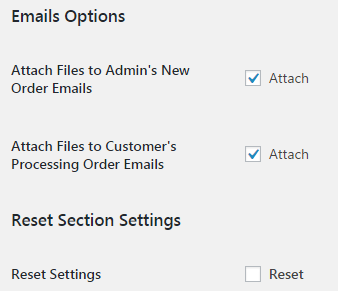 Emails Options
Attach Files to Admin's New
Order Emails
Attach
Attach Files to Customer's
Processing Order Emails
Attach
Reset Section Settings
Reset Settings
Reset